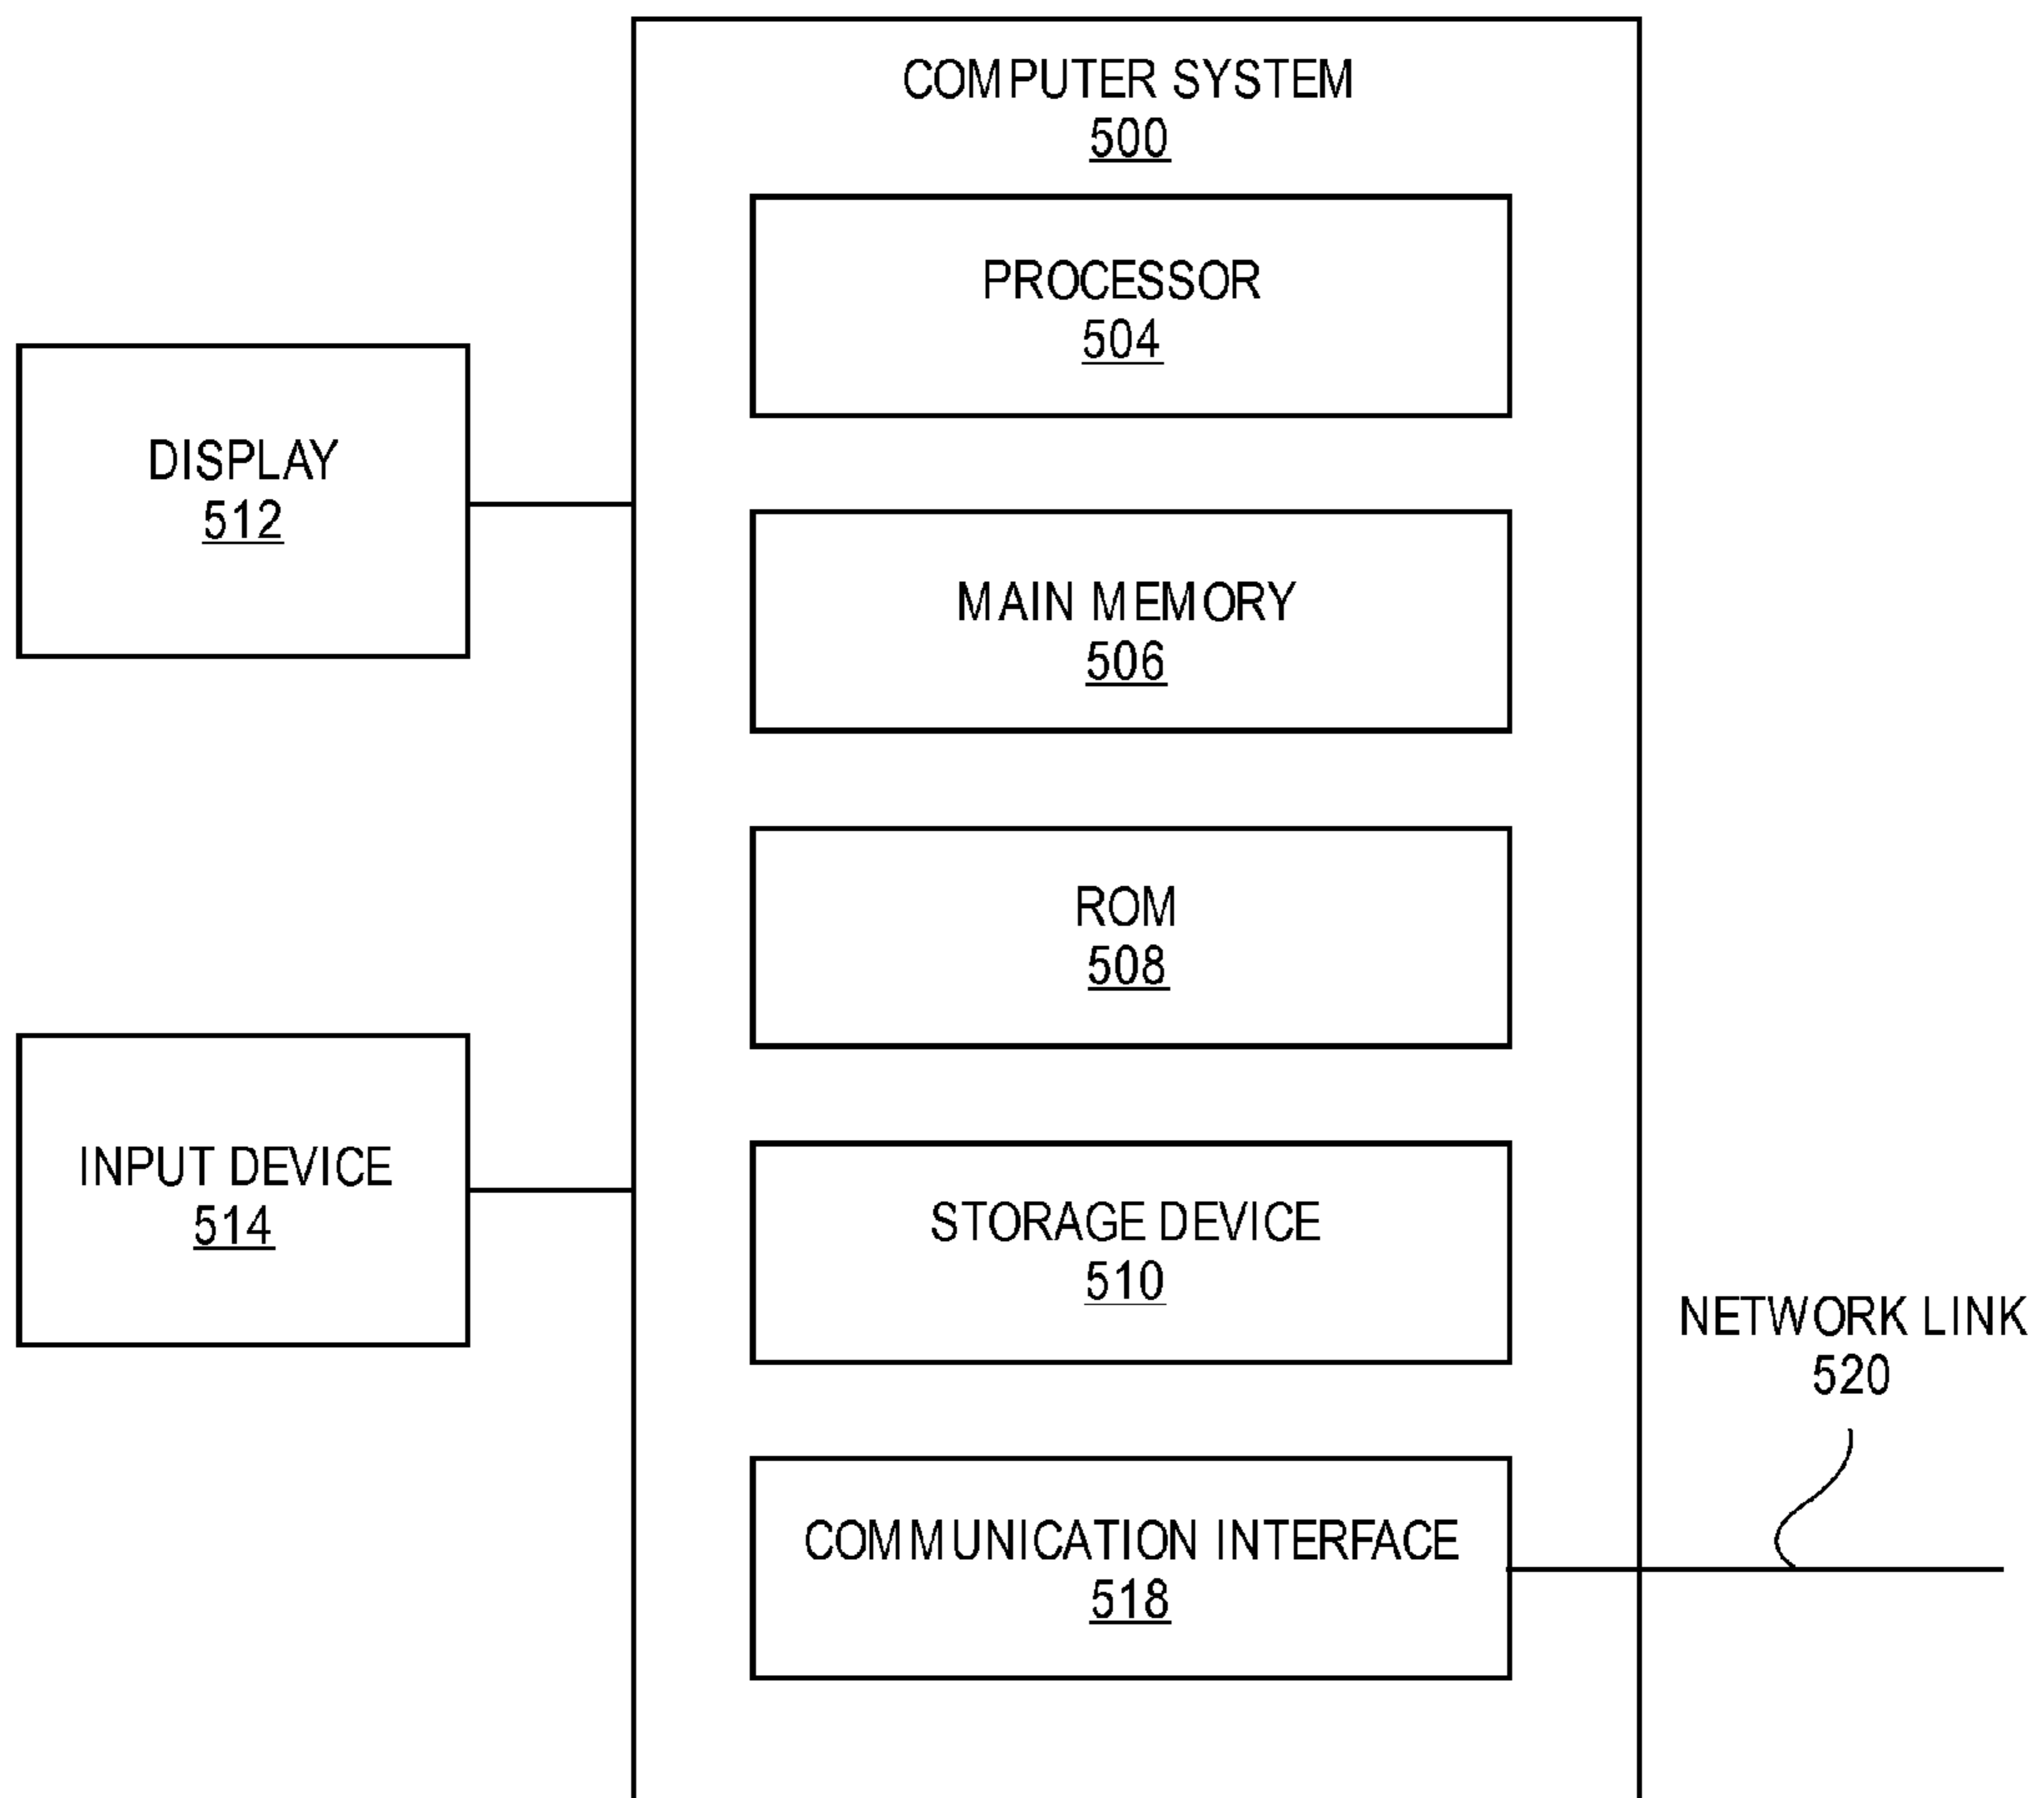 COMPUTER SYSTEM
500
PROCESSOR
504
DISPLAY
512
MAIN MEMORY
506
ROM
508
INPUT DEVICE
514
STORAGE DEVICE
510
NETWORK LINK
520
COMMUNICATION INTERFACE
518